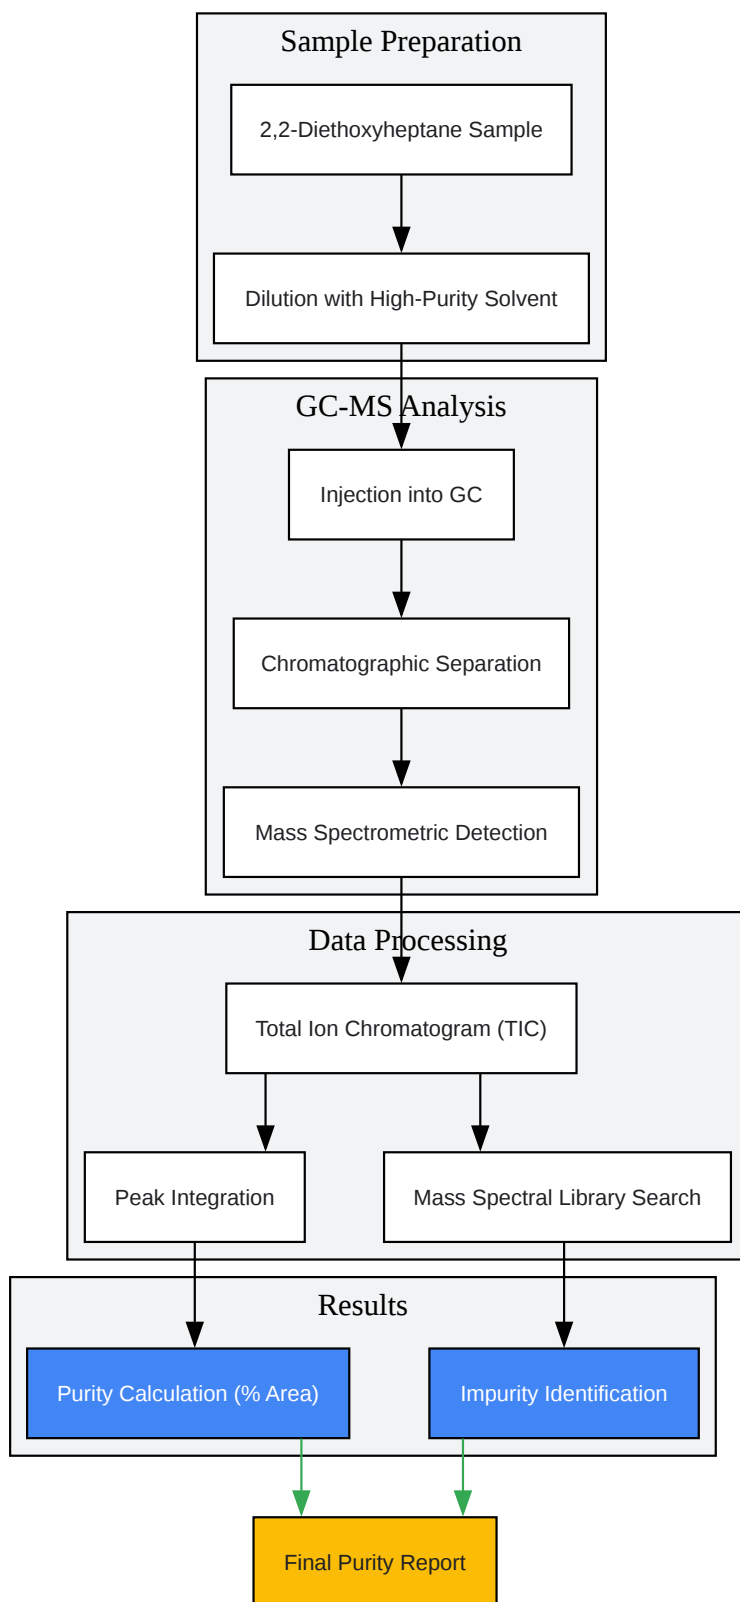 Sample Preparation
2,2-Diethoxyheptane Sample
Dilution with High-Purity Solvent
GC-MS Analysis
Injection into GC
Chromatographic Separation
Mass Spectrometric Detection
Data Processing
Total Ion Chromatogram (TIC)
Peak Integration
Mass Spectral Library Search
Results
Purity Calculation (% Area)
Impurity Identification
Final Purity Report